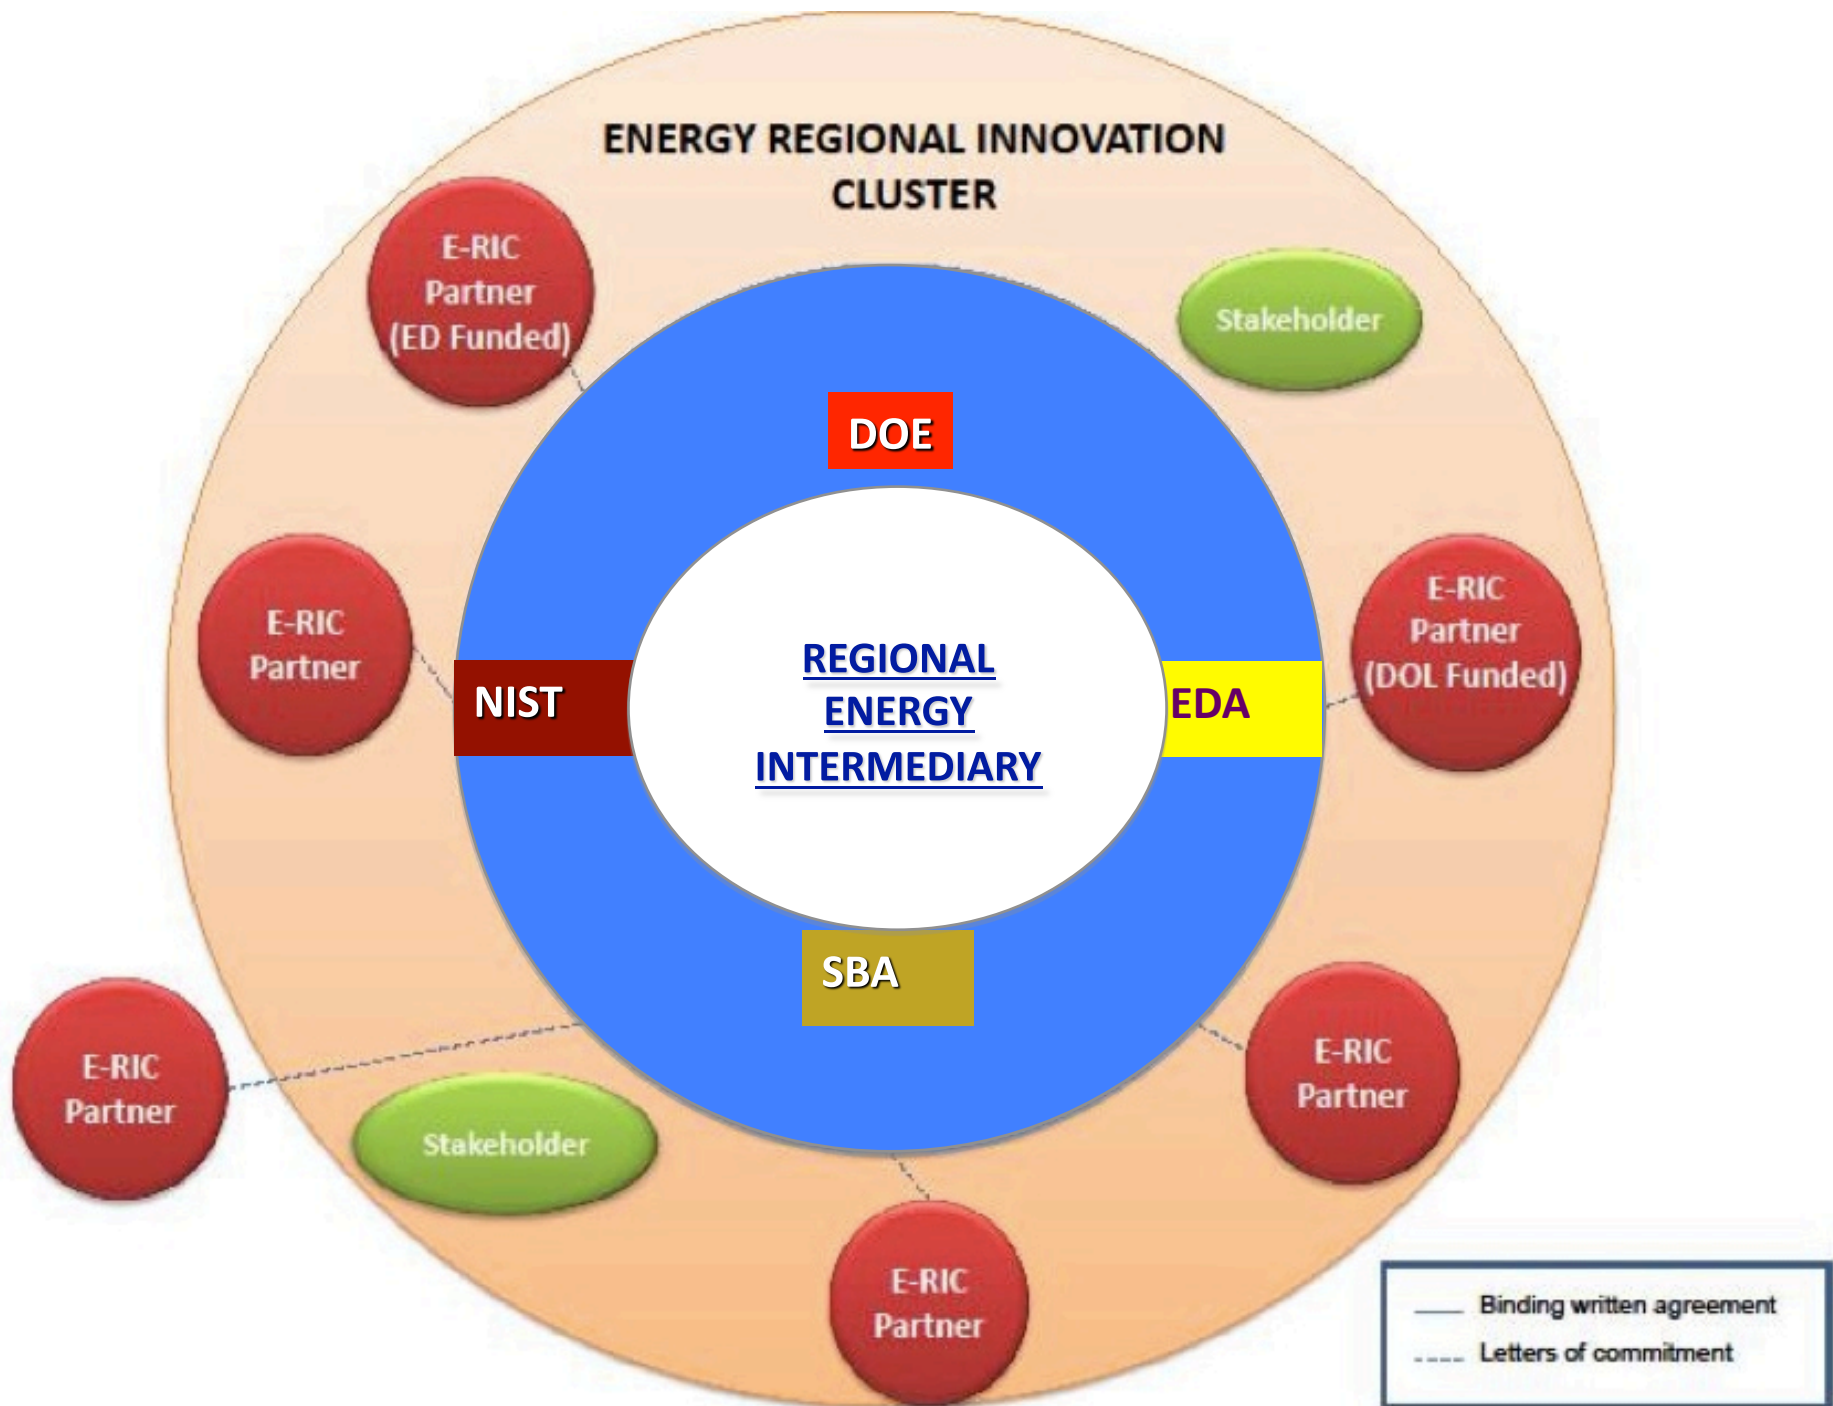 ENERGY REGIONAL INNOVATION
CLUSTER
E-RIC
Partner
(ED Funded)
Stakeholder
DOE
E-RIC
Partner
NIST
REGIONAL
ENERGY
INTERMEDIARY
EDA
E-RIC
Partner
(DOL Funded)
SBA
E-RIC
Partner
Stakeholder
E-RIC
Partner
E-RIC
Partner
Binding written agreement
Letters of commitment